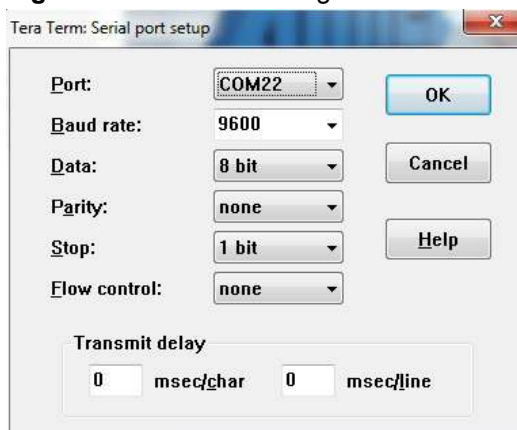 Tera Term: Serial port setup
Port: COM22
OK
Baud rate: 9600
Data: 8 bit
Cancel
Parity: none
Stop: 1 bit
Help
Flow control: none
Transmit delay
0 msec/char 0 msec/line